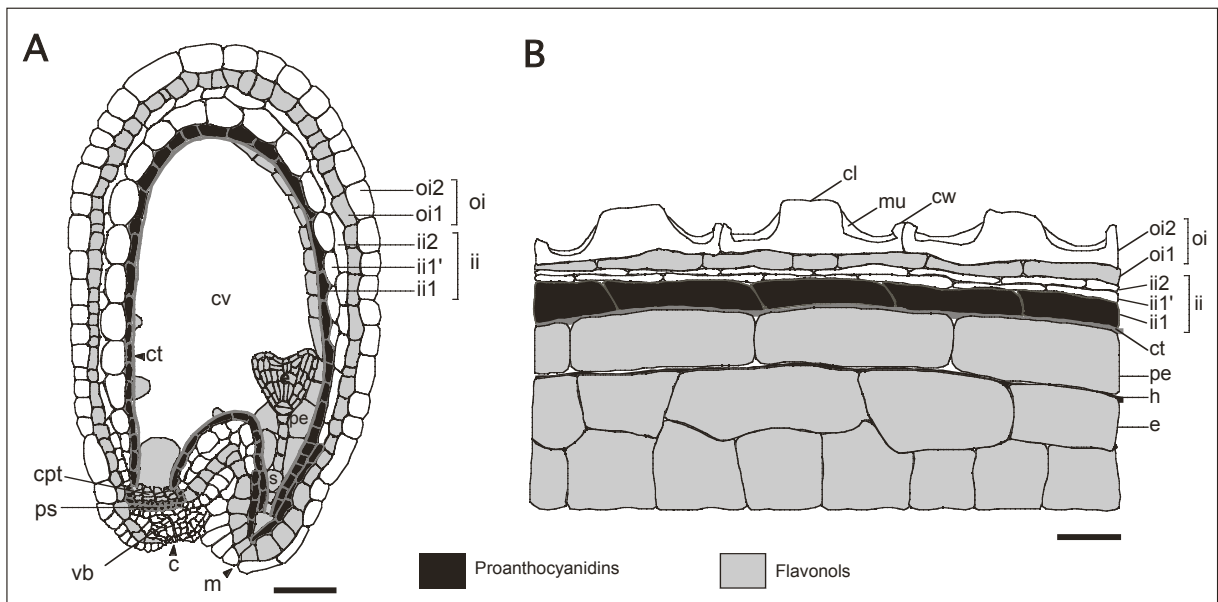 A
B
oi2
oi1
oi
ii2
ii1'
ii1
ii
cv
ct
e
pe
s
cpt
ps
vb
c
m
cl
mu
cw
oi2
oi1
oi
ii2
ii1'
ii1
ii
ct
pe
h
e
Proanthocyanidins
Flavonols